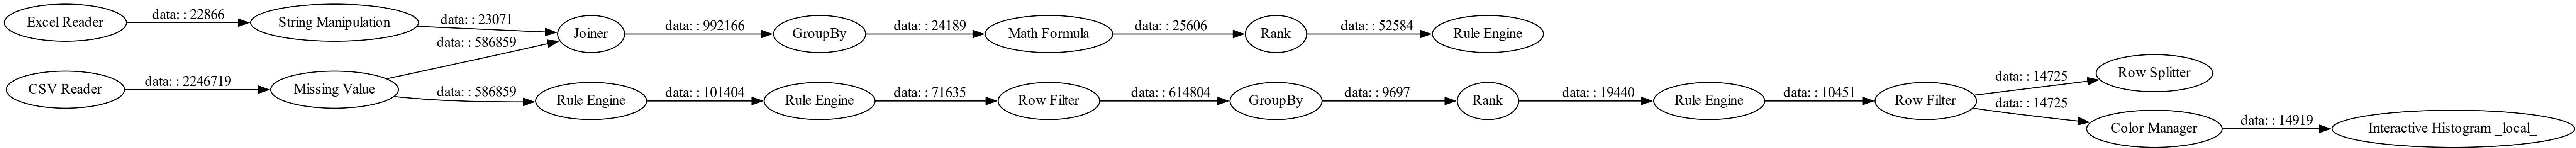 Excel Reader
data: : 22866
String Manipulation
data: : 23071
data: : 586859
Joiner
data: : 992166
GroupBy
data: : 24189
Math Formula
data: : 25606
Rank
data: : 52584
Rule Engine
CSV Reader
data: : 2246719
Missing Value
data: : 586859
Rule Engine
data: : 101404
Rule Engine
data: : 71635
Row Filter
data: : 614804
GroupBy
data: : 9697
Rank
data: : 19440
Rule Engine
data: : 10451
Row Filter
data: : 14725
Row Splitter
data: : 14725
Color Manager
data: : 14919
Interactive Histogram _local_